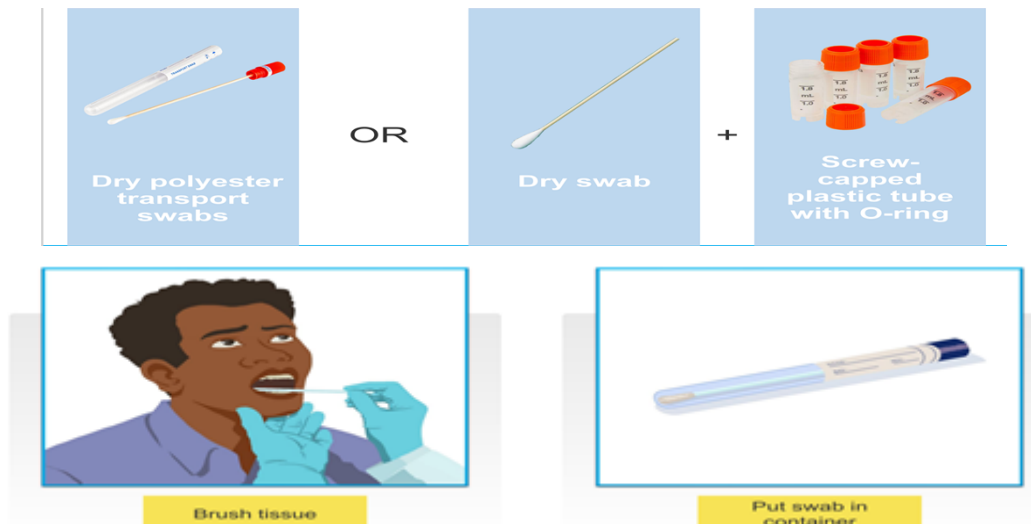 OR
+
Dry polyester
transport
swabs
Dry swab
Screw-
capped
plastic tube
with O-ring
Brush tissue
Put swab in
container